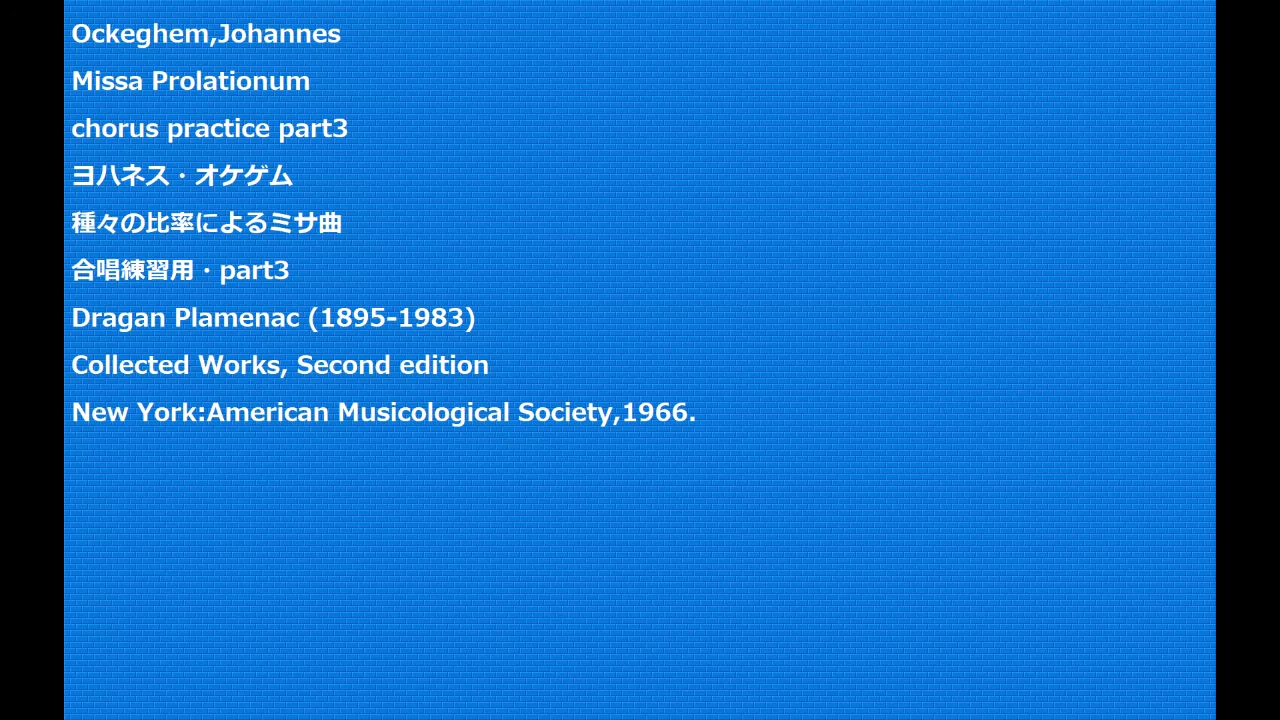 Ockeghem,Johannes
Missa Prolationum
chorus practice part3
ヨハネス・オケゲム
種々の比率によるミサ曲
合唱練習用・part3
Dragan Plamenac (1895-1983)
Collected Works, Second edition
New York:American Musicological Society,1966.